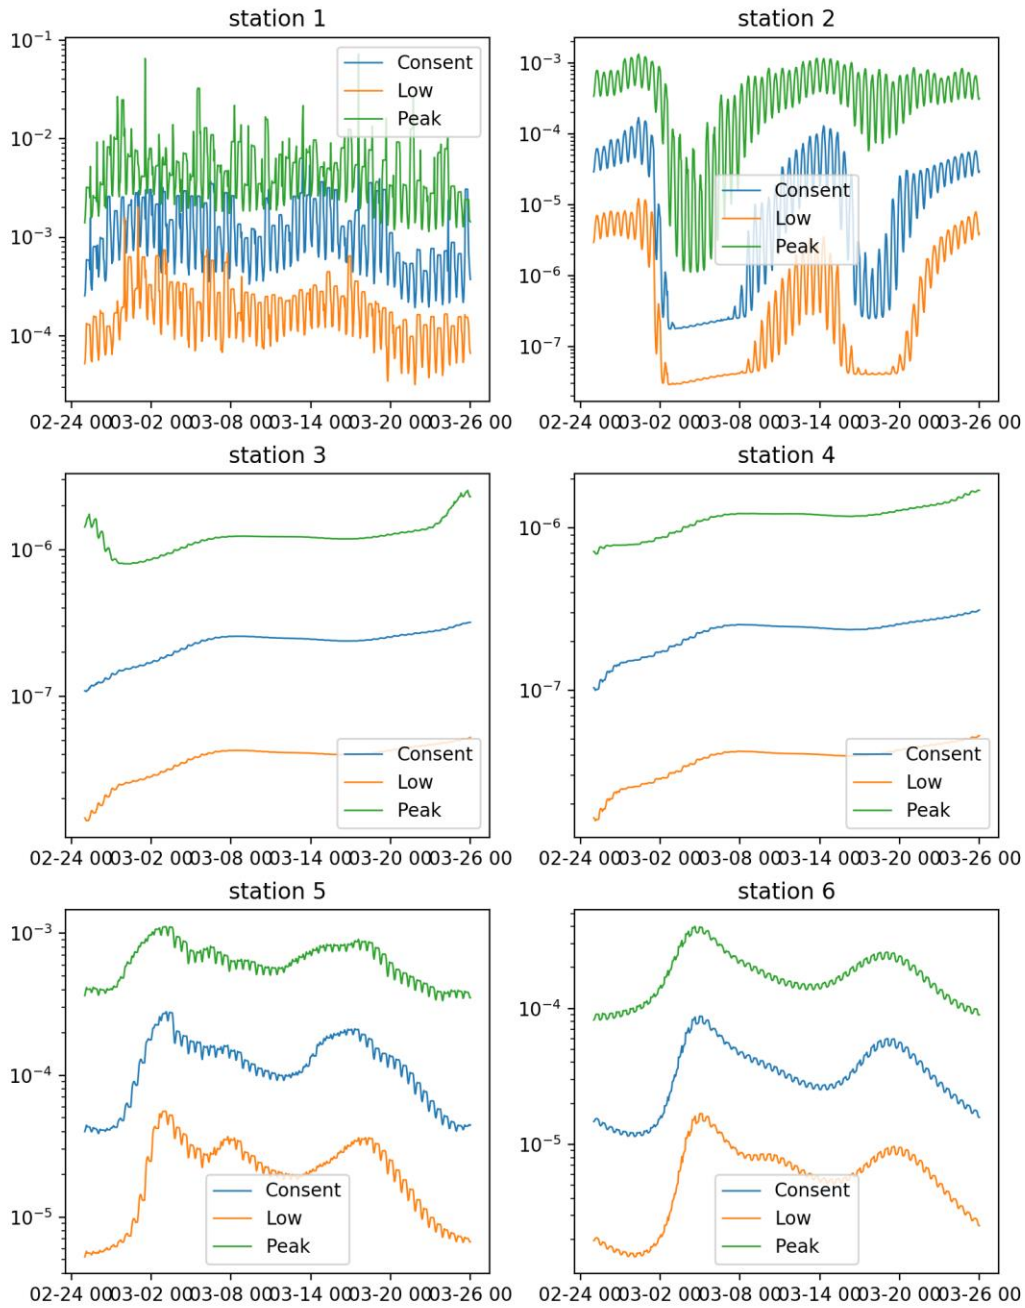 station 1
10⁻¹
10⁻²
10⁻³
10⁻⁴
Consent
Low
Peak
02-24 00 03-02 00 03-08 00 03-14 00 03-20 00 03-26 00
station 2
10⁻³
10⁻⁴
10⁻⁵
10⁻⁶
10⁻⁷
Consent
Low
Peak
02-24 00 03-02 00 03-08 00 03-14 00 03-20 00 03-26 00
station 3
10⁻⁶
10⁻⁷
Consent
Low
Peak
02-24 00 03-02 00 03-08 00 03-14 00 03-20 00 03-26 00
station 4
10⁻⁶
10⁻⁷
Consent
Low
Peak
02-24 00 03-02 00 03-08 00 03-14 00 03-20 00 03-26 00
station 5
10⁻³
10⁻⁴
10⁻⁵
Consent
Low
Peak
02-24 00 03-02 00 03-08 00 03-14 00 03-20 00 03-26 00
station 6
10⁻⁴
10⁻⁵
Consent
Low
Peak
02-24 00 03-02 00 03-08 00 03-14 00 03-20 00 03-26 00